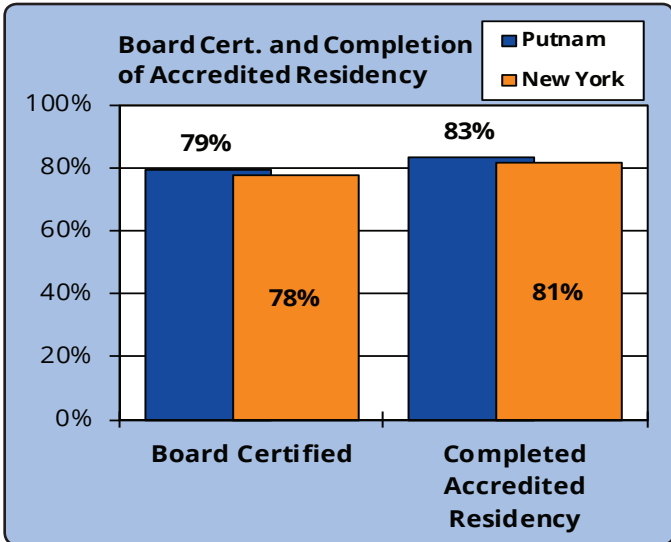 Board Cert. and Completion
of Accredited Residency
Putnam
New York
100%
80%
60%
40%
20%
0%
79%
78%
83%
81%
Board Certified
Completed
Accredited
Residency